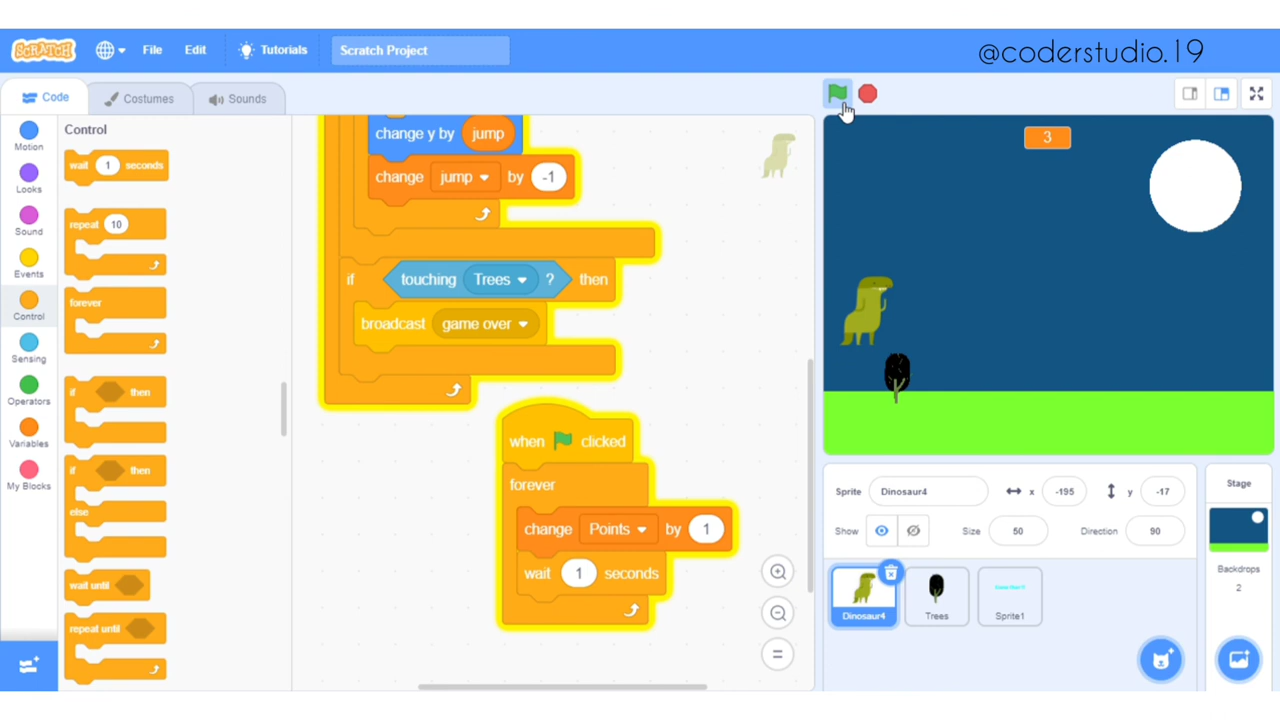 SCRATCH
File
Edit
Tutorials
Scratch Project
@coderstudio.19
Code
Costumes
Sounds
Motion
Looks
Sound
Events
Control
Sensing
Operators
Variables
My Blocks
Control
wait 1 seconds
repeat 10
forever
if then
if then
else
wait until
repeat until
change y by jump
change jump by -1
if touching Trees ? then
broadcast game over
when clicked
forever
change Points by 1
wait 1 seconds
3
Sprite Dinosaur4 x -195 y -17
Show Size 50 Direction 90
Dinosaur4
Trees
Sprite1
Stage
Backdrops
2